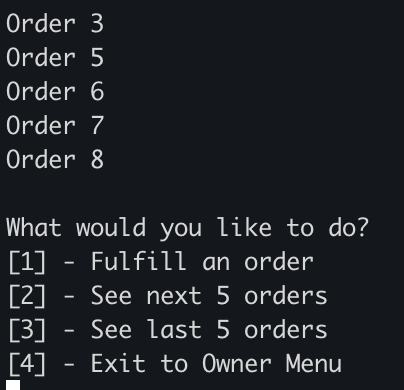 Order 3
Order 5
Order 6
Order 7
Order 8
What would you like to do?
[1] - Fulfill an order
[2] - See next 5 orders
[3] - See last 5 orders
[4] - Exit to Owner Menu